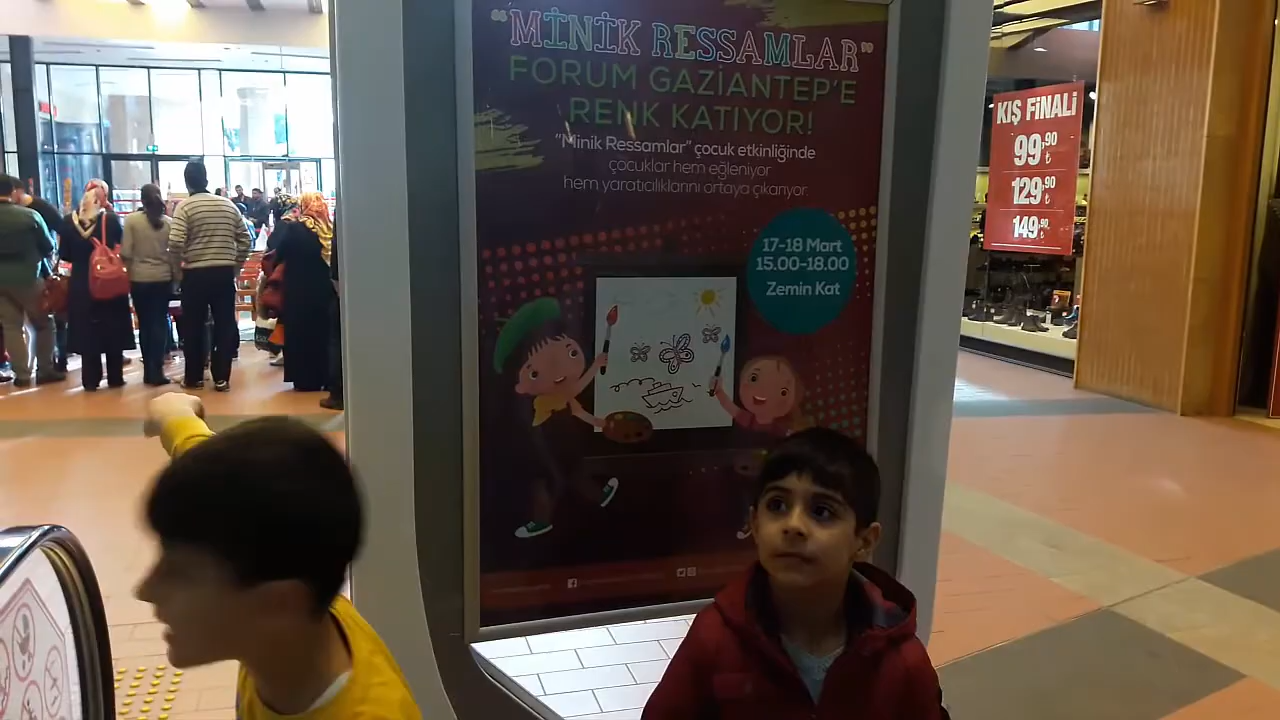 "MİNİK RESSAMLAR"
FORUM GAZİANTEP'E
RENK KATIYOR!
"Minik Ressamlar" çocuk etkinliğinde
çocuklar hem eğleniyor
hem yaratıcılıklarını ortaya çıkarıyor.
17-18 Mart
15.00-18.00
Zemin Kat
KIŞ FİNALİ
99,90 ₺
129,90 ₺
149,90 ₺